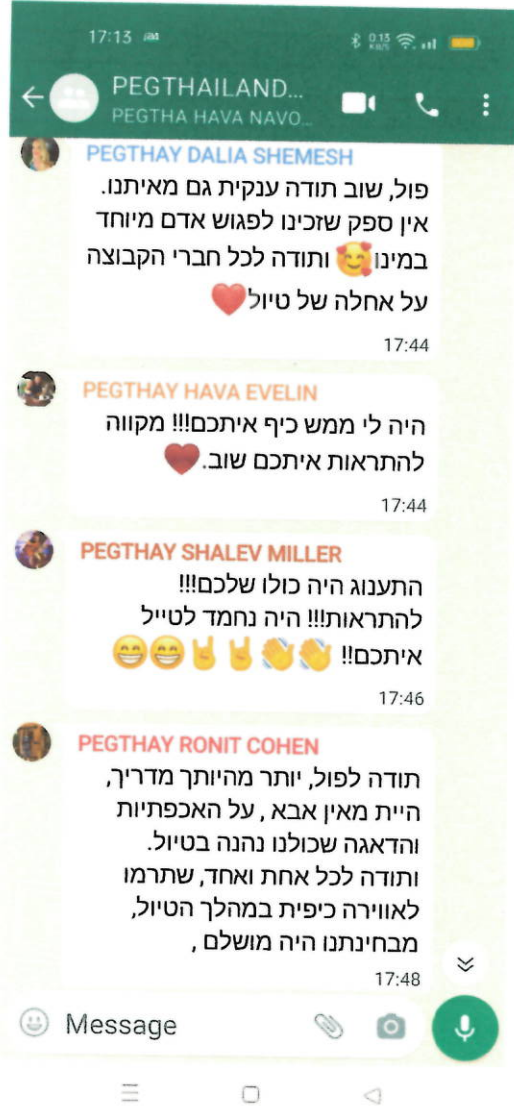 17:13
0.15 KB/S
PEGTHAILAND...
PEGTHA HAVA NAVO...
PEGTHAY DALIA SHEMESH
פול, שוב תודה ענקית גם מאיתנו.
אין ספק שזכינו לפגוש אדם מיוחד
במינו🥰 ותודה לכל חברי הקבוצה
על אחלה של טיול❤️
17:44
PEGTHAY HAVA EVELIN
היה לי ממש כיף איתכם!!! מקווה
להתראות איתכם שוב.❤️
17:44
PEGTHAY SHALEV MILLER
התענוג היה כולו שלכם!!!
להתראות!!! היה נחמד לטייל
איתכם!! 👏👏🤘🤘😁😁
17:46
PEGTHAY RONIT COHEN
תודה לפול, יותר מהיותך מדריך,
היית מאין אבא , על האכפתיות
והדאגה שכולנו נהנה בטיול.
ותודה לכל אחת ואחד, שתרמו
לאווירה כיפית במהלך הטיול,
מבחינתנו היה מושלם ,
17:48
Message